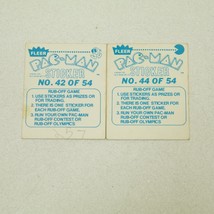 FLEER
PAC-MAN
STICKER
NO. 42 OF 54
RUB-OFF GAME
1. USE STICKERS AS PRIZES OR
FOR TRADING.
2. THERE IS ONE STICKER FOR
EACH RUB-OFF GAME.
3. RUN YOUR OWN PAC-MAN
RUB-OFF CONTEST OR
RUB-OFF OLYMPICS
FLEER
PAC-MAN
STICKER
NO. 44 OF 54
RUB-OFF GAME
1. USE STICKERS AS PRIZES OR
FOR TRADING.
2. THERE IS ONE STICKER FOR
EACH RUB-OFF GAME.
3. RUN YOUR OWN PAC-MAN
RUB-OFF CONTEST OR
RUB-OFF OLYMPICS